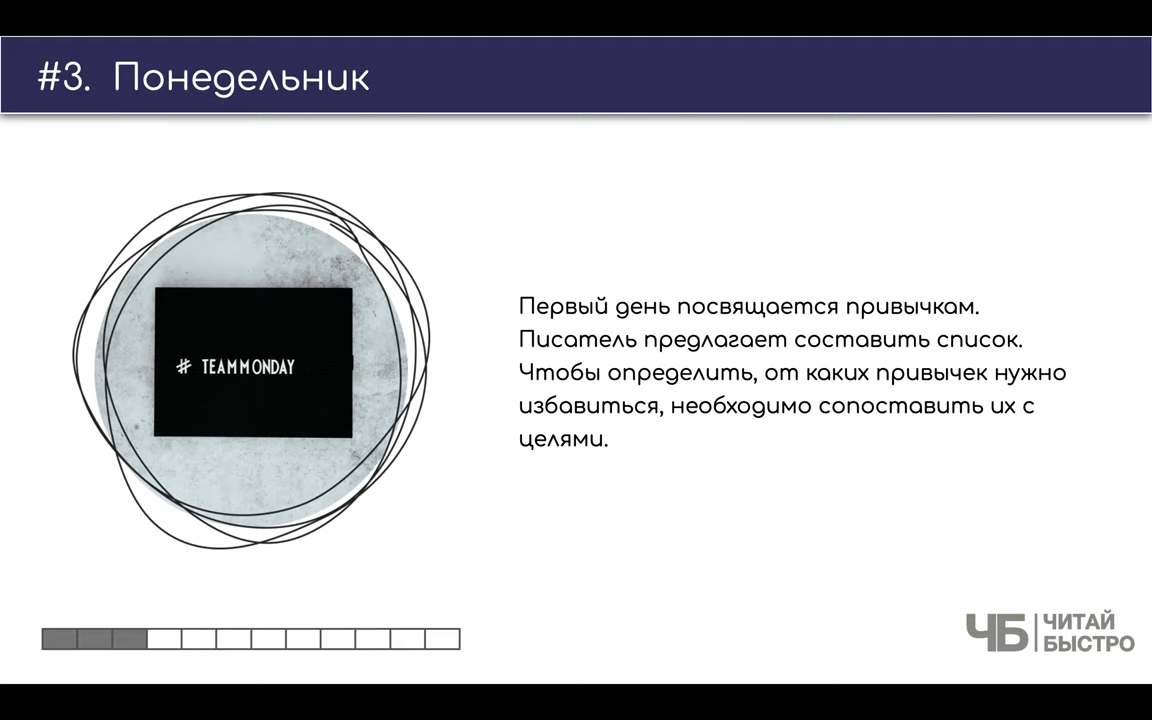 #3. Понедельник
# TEAMMONDAY
Первый день посвящается привычкам.
Писатель предлагает составить список.
Чтобы определить, от каких привычек нужно
избавиться, необходимо сопоставить их с
целями.
ЧБ
ЧИТАЙ
БЫСТРО